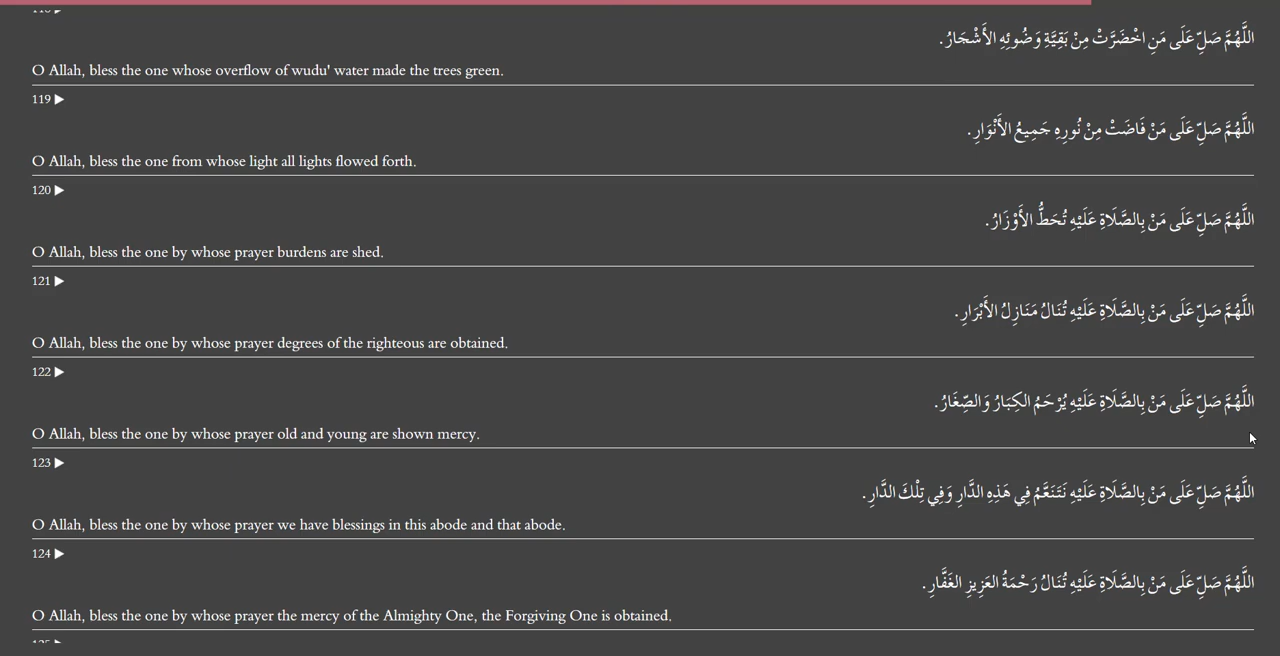 اللَّهُمَّ صَلِّ عَلَى مَنِ اخْضَرَّتْ مِنْ بَقِيَّةِ وَضُوئِهِ الأَشْجَارُ.
O Allah, bless the one whose overflow of wudu' water made the trees green.
119 ▶
اللَّهُمَّ صَلِّ عَلَى مَنْ فَاضَتْ مِنْ نُورِهِ جَمِيعُ الأَنْوَارِ.
O Allah, bless the one from whose light all lights flowed forth.
120 ▶
اللَّهُمَّ صَلِّ عَلَى مَنْ بِالصَّلَاةِ عَلَيْهِ تُحَطُّ الأَوْزَارُ.
O Allah, bless the one by whose prayer burdens are shed.
121 ▶
اللَّهُمَّ صَلِّ عَلَى مَنْ بِالصَّلَاةِ عَلَيْهِ تُنَالُ مَنَازِلُ الأَبْرَارِ.
O Allah, bless the one by whose prayer degrees of the righteous are obtained.
122 ▶
اللَّهُمَّ صَلِّ عَلَى مَنْ بِالصَّلَاةِ عَلَيْهِ يُرْحَمُ الكِبَارُ وَالصِّغَارُ.
O Allah, bless the one by whose prayer old and young are shown mercy.
123 ▶
اللَّهُمَّ صَلِّ عَلَى مَنْ بِالصَّلَاةِ عَلَيْهِ نَتَنَعَّمُ فِي هَذِهِ الدَّارِ وَفِي تِلْكَ الدَّارِ.
O Allah, bless the one by whose prayer we have blessings in this abode and that abode.
124 ▶
اللَّهُمَّ صَلِّ عَلَى مَنْ بِالصَّلَاةِ عَلَيْهِ تُنَالُ رَحْمَةُ العَزِيزِ الغَفَّارِ.
O Allah, bless the one by whose prayer the mercy of the Almighty One, the Forgiving One is obtained.